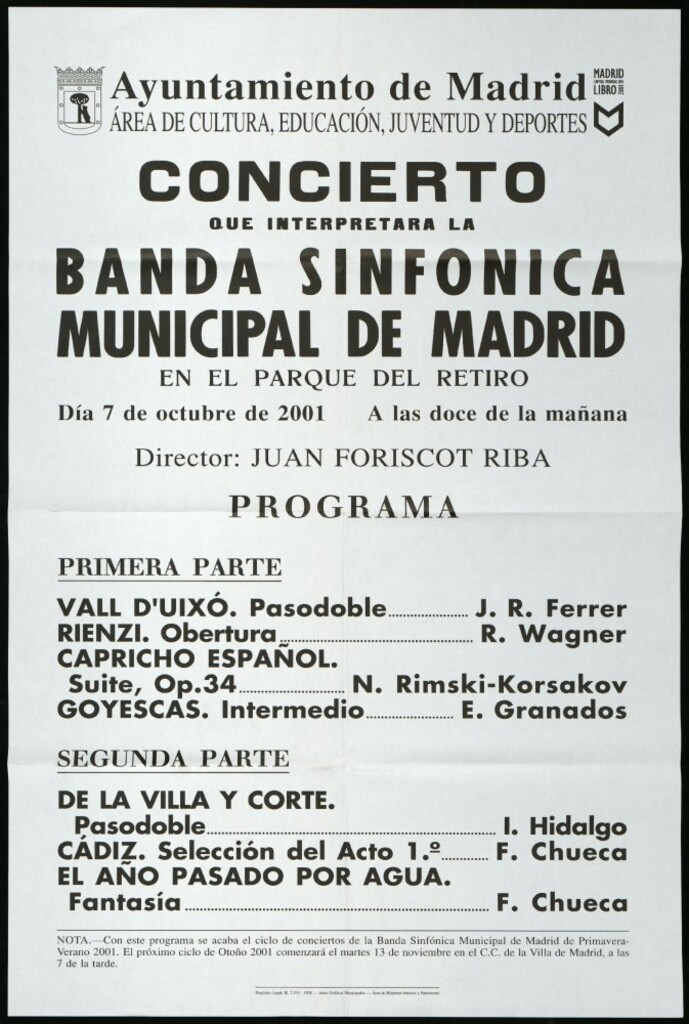 Ayuntamiento de Madrid
ÁREA DE CULTURA, EDUCACIÓN, JUVENTUD Y DEPORTES
MADRID
LIBRO
CONCIERTO
QUE INTERPRETARA LA
BANDA SINFONICA
MUNICIPAL DE MADRID
EN EL PARQUE DEL RETIRO
Día 7 de octubre de 2001 A las doce de la mañana
Director: JUAN FORISCOT RIBA
PROGRAMA
PRIMERA PARTE
VALL D'UIXÓ. Pasodoble.................... J. R. Ferrer
RIENZI. Obertura................................................ R. Wagner
CAPRICHO ESPAÑOL.
Suite, Op.34.......................... N. Rimski-Korsakov
GOYESCAS. Intermedio...................... E. Granados
SEGUNDA PARTE
DE LA VILLA Y CORTE.
Pasodoble........................................................................ I. Hidalgo
CÁDIZ. Selección del Acto 1.º............ F. Chueca
EL AÑO PASADO POR AGUA.
Fantasía............................................................................ F. Chueca
NOTA.—Con este programa se acaba el ciclo de conciertos de la Banda Sinfónica Municipal de Madrid de Primavera-
Verano 2001. El próximo ciclo de Otoño 2001 comenzará el martes 13 de noviembre en el C.C. de la Villa de Madrid, a las
7 de la tarde.